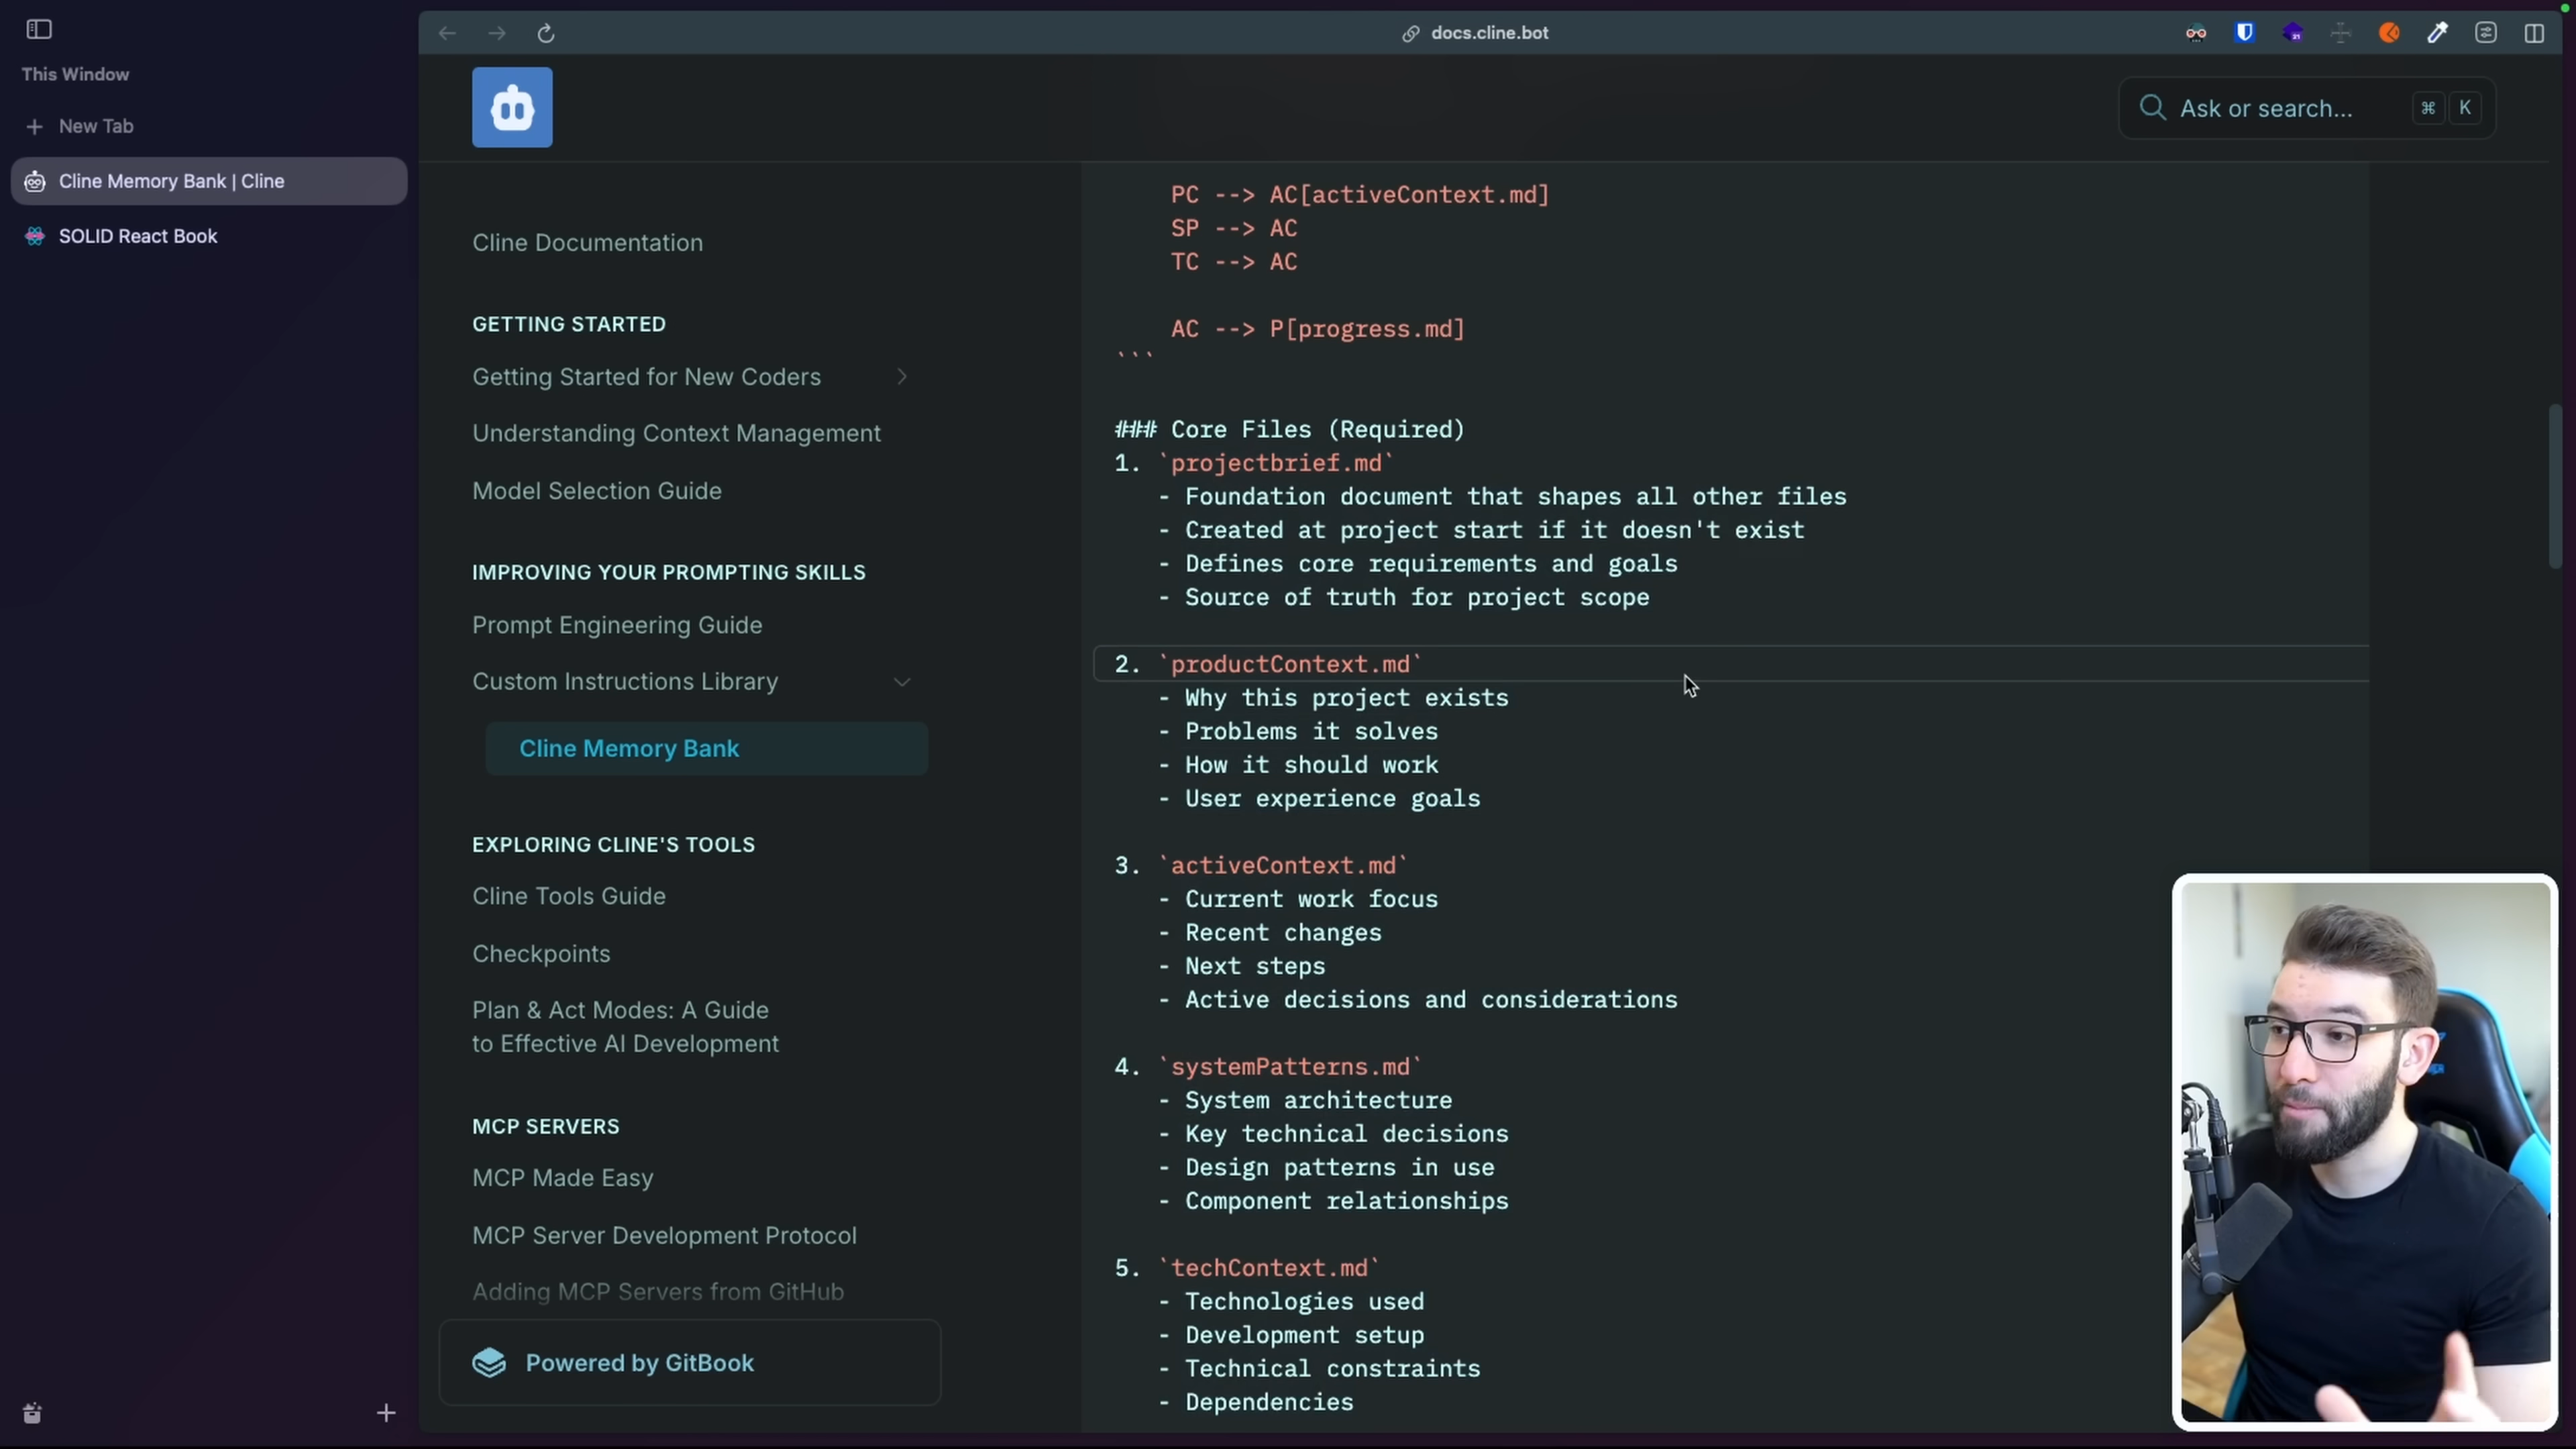 This Window
New Tab
Cline Memory Bank | Cline
SOLID React Book
docs.cline.bot
Ask or search...
⌘ K
Cline Documentation
GETTING STARTED
Getting Started for New Coders
Understanding Context Management
Model Selection Guide
IMPROVING YOUR PROMPTING SKILLS
Prompt Engineering Guide
Custom Instructions Library
Cline Memory Bank
EXPLORING CLINE'S TOOLS
Cline Tools Guide
Checkpoints
Plan & Act Modes: A Guide
to Effective AI Development
MCP SERVERS
MCP Made Easy
MCP Server Development Protocol
Adding MCP Servers from GitHub
Powered by GitBook
PC --> AC[activeContext.md]
SP --> AC
TC --> AC
AC --> P[progress.md]
```
### Core Files (Required)
1. `projectbrief.md`
- Foundation document that shapes all other files
- Created at project start if it doesn't exist
- Defines core requirements and goals
- Source of truth for project scope
2. `productContext.md`
- Why this project exists
- Problems it solves
- How it should work
- User experience goals
3. `activeContext.md`
- Current work focus
- Recent changes
- Next steps
- Active decisions and considerations
4. `systemPatterns.md`
- System architecture
- Key technical decisions
- Design patterns in use
- Component relationships
5. `techContext.md`
- Technologies used
- Development setup
- Technical constraints
- Dependencies